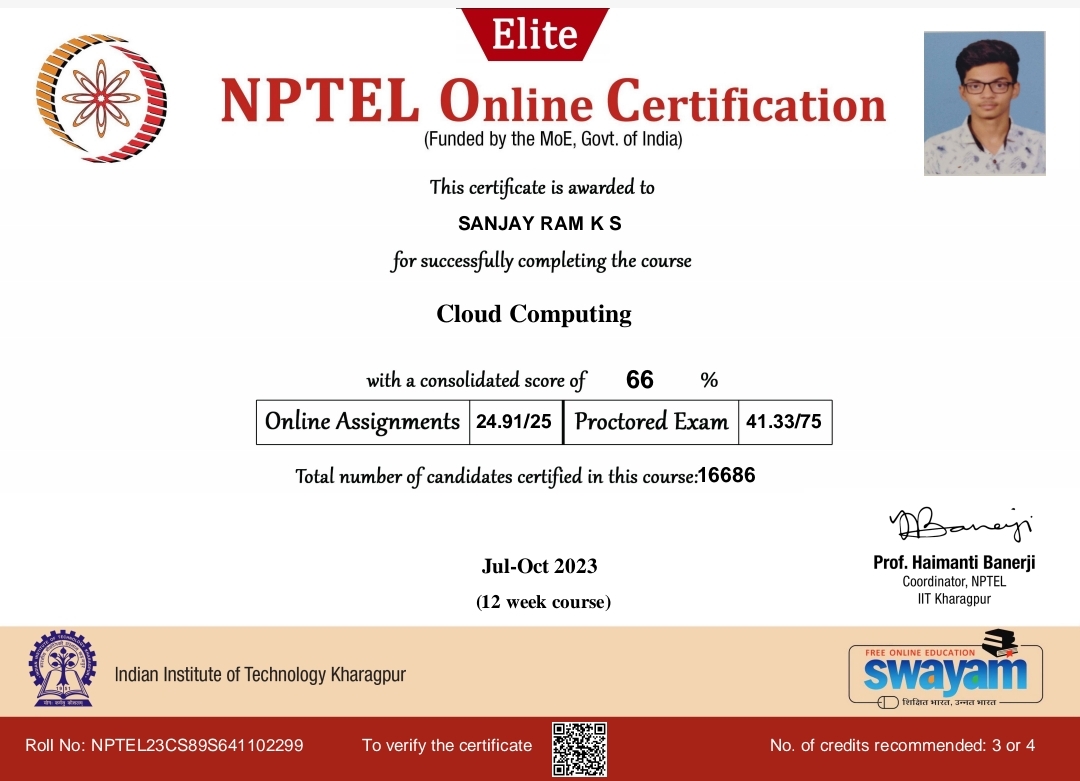 Elite
NPTEL Online Certification
(Funded by the MoE, Govt. of India)
This certificate is awarded to
SANJAY RAM K S
for successfully completing the course
Cloud Computing
with a consolidated score of 66 %
Online Assignments 24.91/25 Proctored Exam 41.33/75
Total number of candidates certified in this course:16686
Jul-Oct 2023
(12 week course)
Prof. Haimanti Banerji
Coordinator, NPTEL
IIT Kharagpur
Indian Institute of Technology Kharagpur
FREE ONLINE EDUCATION
swayam
शिक्षित भारत, उन्नत भारत
Roll No: NPTEL23CS89S641102299 To verify the certificate No. of credits recommended: 3 or 4